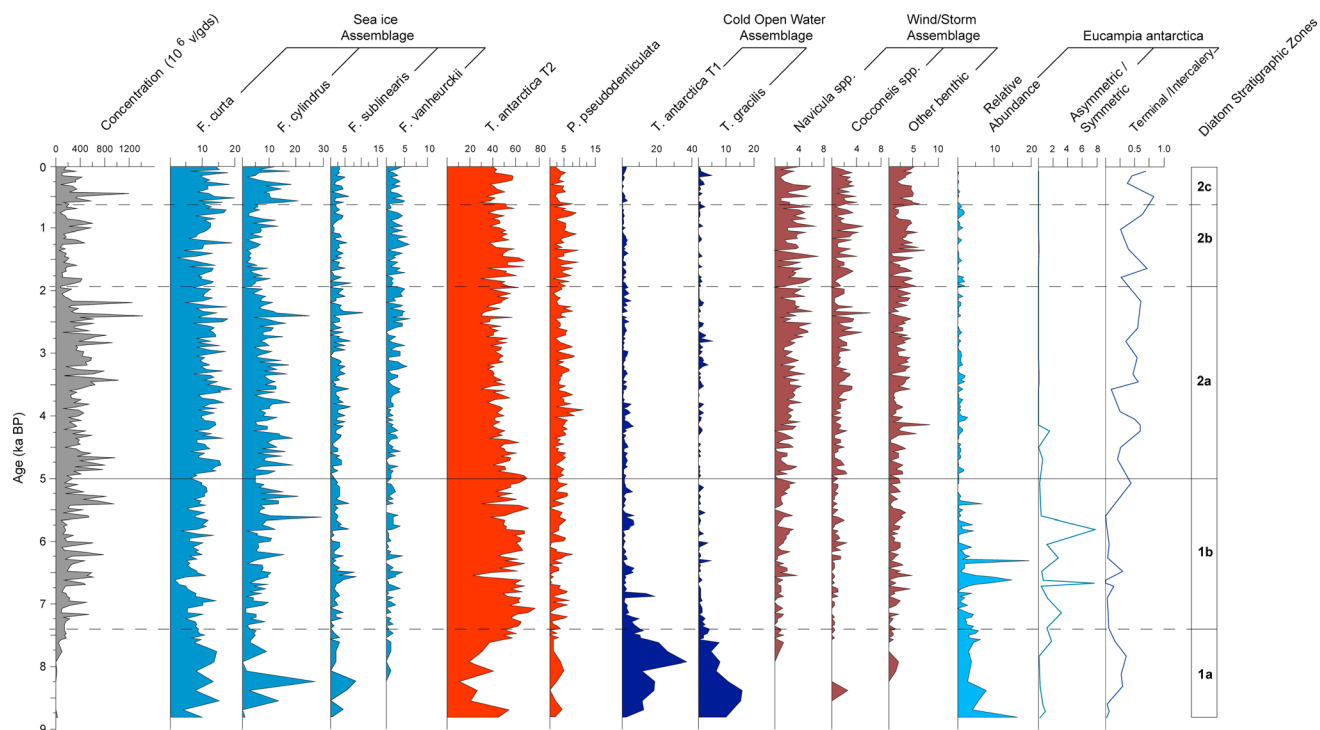 Sea ice
Assemblage
Cold Open Water
Assemblage
Wind/Storm
Assemblage
Eucampia antarctica
Concentration (10 6 v/gds)
F. curta
F. cylindrus
F. sublinearis
F. vanheurckii
T. antarctica T2
P. pseudodenticulata
T. antarctica T1
T. gracilis
Navicula spp.
Cocconeis spp.
Other benthic
Relative
Abundance
Asymmetric /
Symmetric
Terminal /Intercalery
Diatom Stratigraphic Zones
0 400 800 1200
10 20
10 20 30
5 15
5 10
20 40 60 80
5 15
20 40
10 20
4 8
4 8
5 10
10 20
2 4 8
0.5 1.0
Age (ka BP)
0
1
2
3
4
5
6
7
8
9
2c
2b
2a
1b
1a